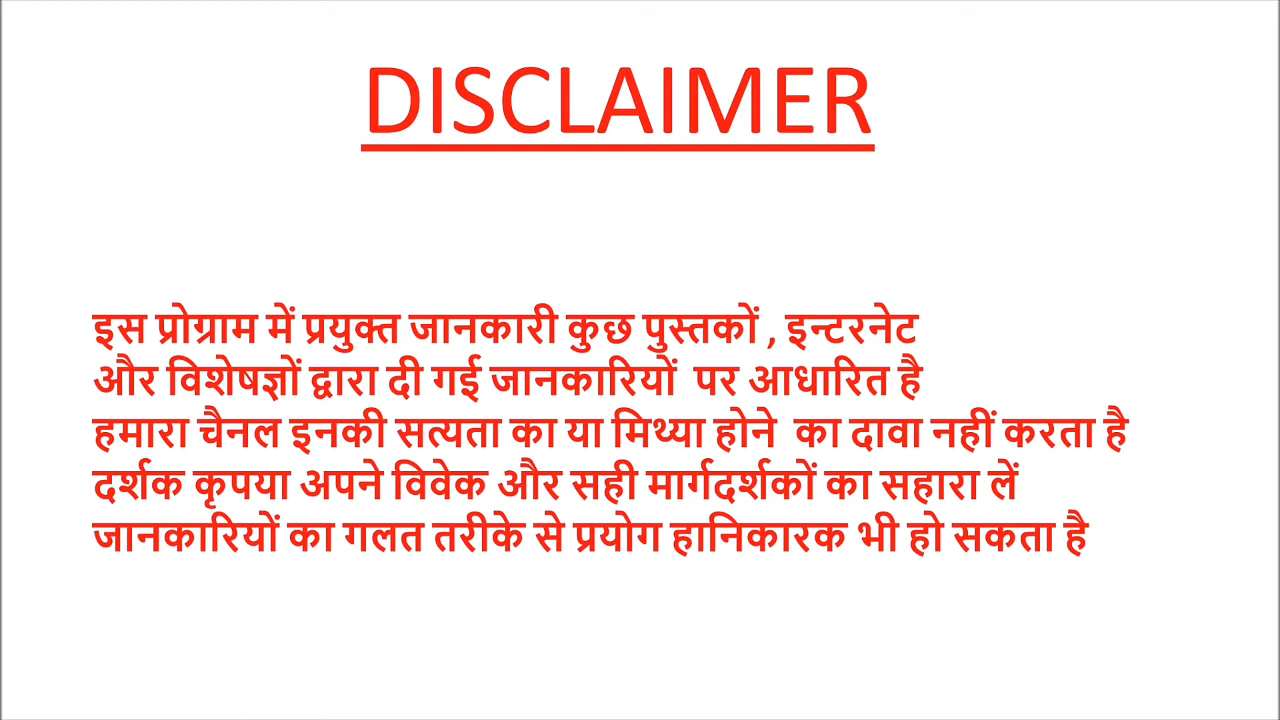 DISCLAIMER
इस प्रोग्राम में प्रयुक्त जानकारी कुछ पुस्तकों , इन्टरनेट
और विशेषज्ञों द्वारा दी गई जानकारियों पर आधारित है
हमारा चैनल इनकी सत्यता का या मिथ्या होने का दावा नहीं करता है
दर्शक कृपया अपने विवेक और सही मार्गदर्शकों का सहारा लें
जानकारियों का गलत तरीके से प्रयोग हानिकारक भी हो सकता है